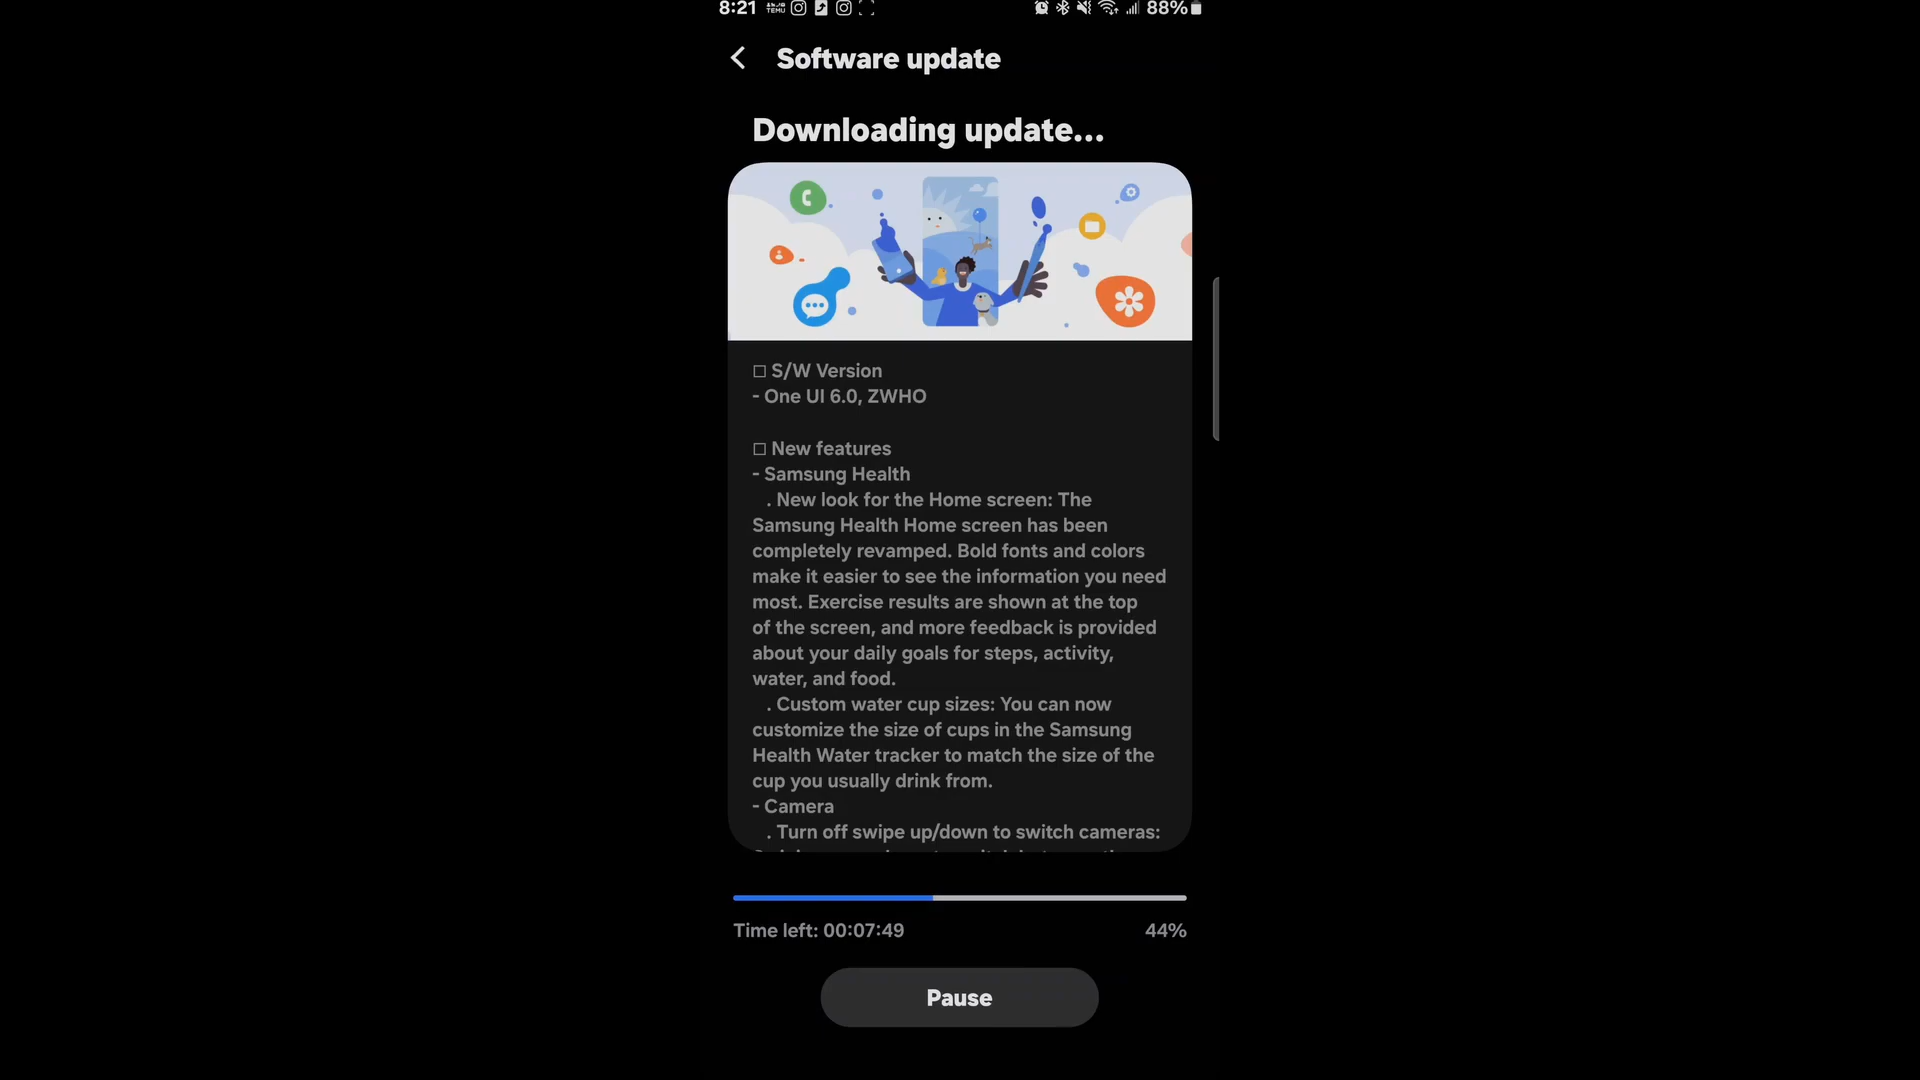 8:21 TEMU 88%
Software update
Downloading update...
□ S/W Version
- One UI 6.0, ZWHO
□ New features
- Samsung Health
. New look for the Home screen: The
Samsung Health Home screen has been
completely revamped. Bold fonts and colors
make it easier to see the information you need
most. Exercise results are shown at the top
of the screen, and more feedback is provided
about your daily goals for steps, activity,
water, and food.
. Custom water cup sizes: You can now
customize the size of cups in the Samsung
Health Water tracker to match the size of the
cup you usually drink from.
- Camera
. Turn off swipe up/down to switch cameras:
Time left: 00:07:49 44%
Pause